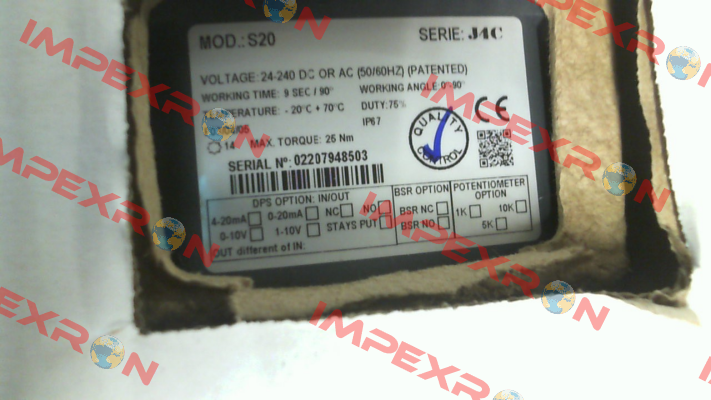 MOD.: S20 SERIE: J4C
VOLTAGE: 24-240 DC OR AC (50/60HZ) (PATENTED)
WORKING TIME: 9 SEC / 90° WORKING ANGLE 0°-90°
TEMPERATURE: - 20°C + 70°C DUTY:75%
IP67
14 MAX. TORQUE: 25 Nm
QUALITY CONTROL
CE
SERIAL Nº: 02207948503
DPS OPTION: IN/OUT
4-20mA 0-20mA NC NO
0-10V 1-10V STAYS PUT
OUT different of IN:
BSR OPTION
BSR NC
BSR NO
POTENTIOMETER
OPTION
1K 10K
5K
IMPEXRON
IMPEXRON
IMPEXRON
IMPEXRON
IMPEXRON
IMPEXRON
IMPEXRON